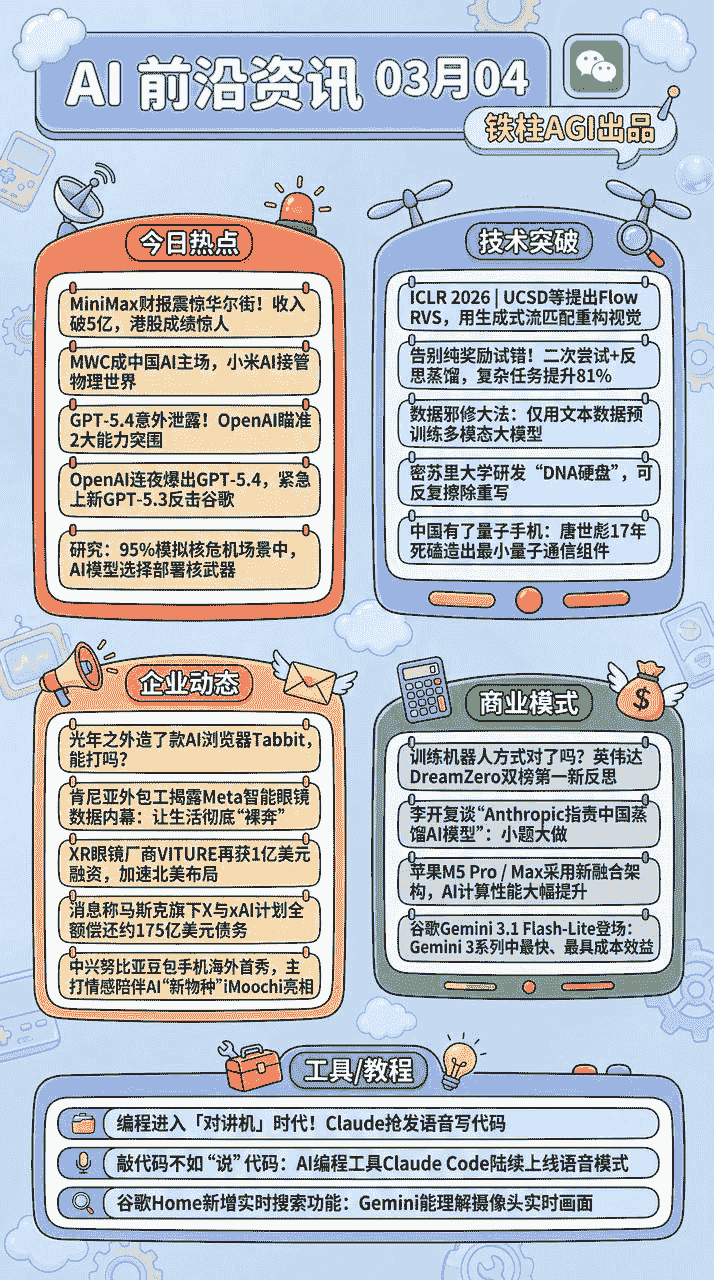 AI 前沿资讯 03月04
铁柱AGI出品
今日热点
MiniMax财报震惊华尔街！收入
破5亿，港股成绩惊人
MWC成中国AI主场，小米AI接管
物理世界
GPT-5.4意外泄露！OpenAI瞄准
2大能力突围
OpenAI连夜爆出GPT-5.4，紧急
上新GPT-5.3反击谷歌
研究：95%模拟核危机场景中，
AI模型选择部署核武器
技术突破
ICLR 2026 | UCSD等提出Flow
RVS，用生成式流匹配重构视觉
告别纯奖励试错！二次尝试+反
思蒸馏，复杂任务提升81%
数据邪修大法：仅用文本数据预
训练多模态大模型
密苏里大学研发“DNA硬盘”，可
反复擦除重写
中国有了量子手机：唐世彪17年
死磕造出最小量子通信组件
企业动态
光年之外造了款AI浏览器Tabbit，
能打吗？
肯尼亚外包工揭露Meta智能眼镜
数据内幕：让生活彻底“裸奔”
XR眼镜厂商VITURE再获1亿美元
融资，加速北美布局
消息称马斯克旗下X与xAI计划全
额偿还约175亿美元债务
中兴努比亚豆包手机海外首秀，主
打情感陪伴AI“新物种”iMoochi亮相
商业模式
训练机器人方式对了吗？英伟达
DreamZero双榜第一新反思
李开复谈“Anthropic指责中国蒸
馏AI模型”：小题大做
苹果M5 Pro / Max采用新融合架
构，AI计算性能大幅提升
谷歌Gemini 3.1 Flash-Lite登场：
Gemini 3系列中最快、最具成本效益
$
工具/教程
编程进入「对讲机」时代！Claude抢发语音写代码
敲代码不如“说”代码：AI编程工具Claude Code陆续上线语音模式
谷歌Home新增实时搜索功能：Gemini能理解摄像头实时画面